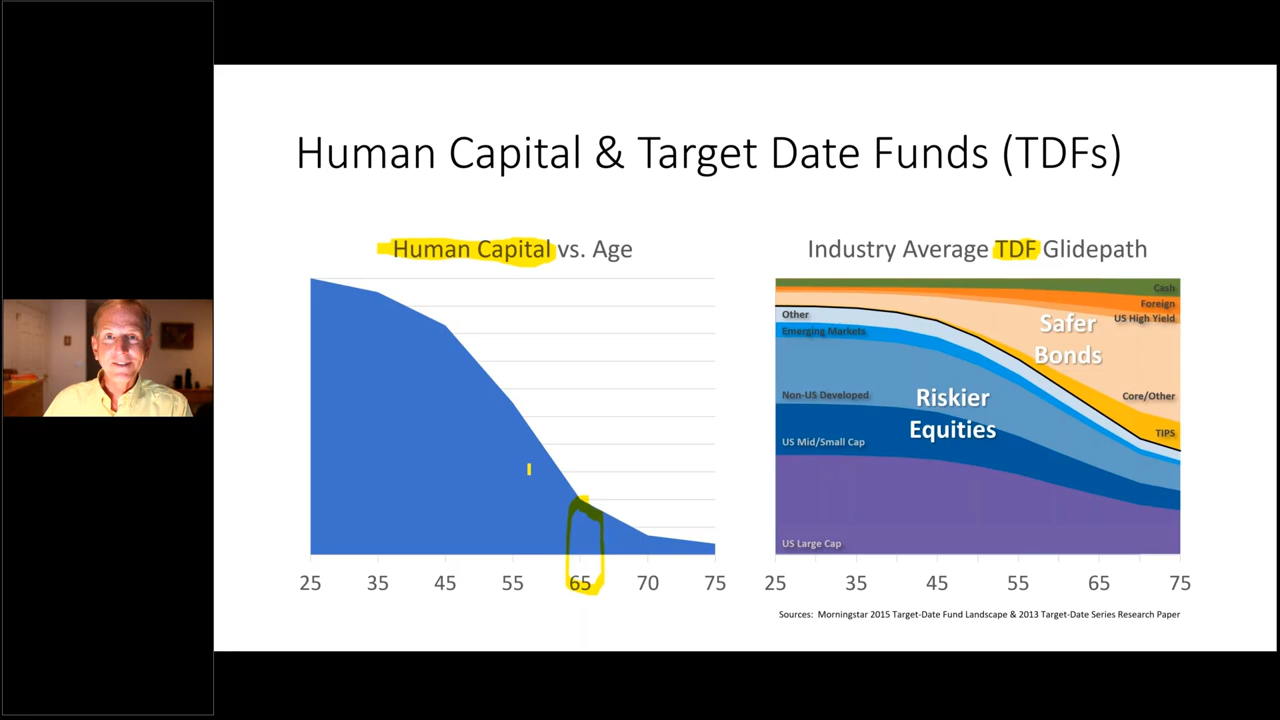 Human Capital & Target Date Funds (TDFs)
Human Capital vs. Age
25 35 45 55 65 70 75
Industry Average TDF Glidepath
Cash
Foreign
US High Yield
Safer
Bonds
Core/Other
TIPS
Other
Emerging Markets
Non-US Developed
Riskier
Equities
US Mid/Small Cap
US Large Cap
25 35 45 55 65 75
Sources: Morningstar 2015 Target-Date Fund Landscape & 2013 Target-Date Series Research Paper